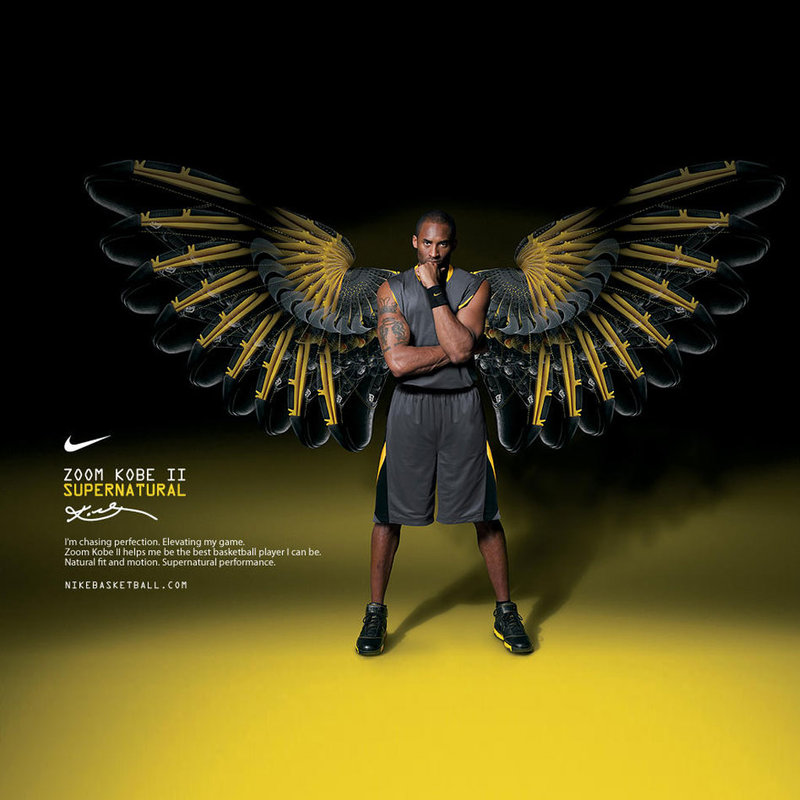 ZOOM KOBE II
SUPERNATURAL
I'm chasing perfection. Elevating my game.
Zoom Kobe II helps me be the best basketball player I can be.
Natural fit and motion. Supernatural performance.
NIKEBASKETBALL.COM